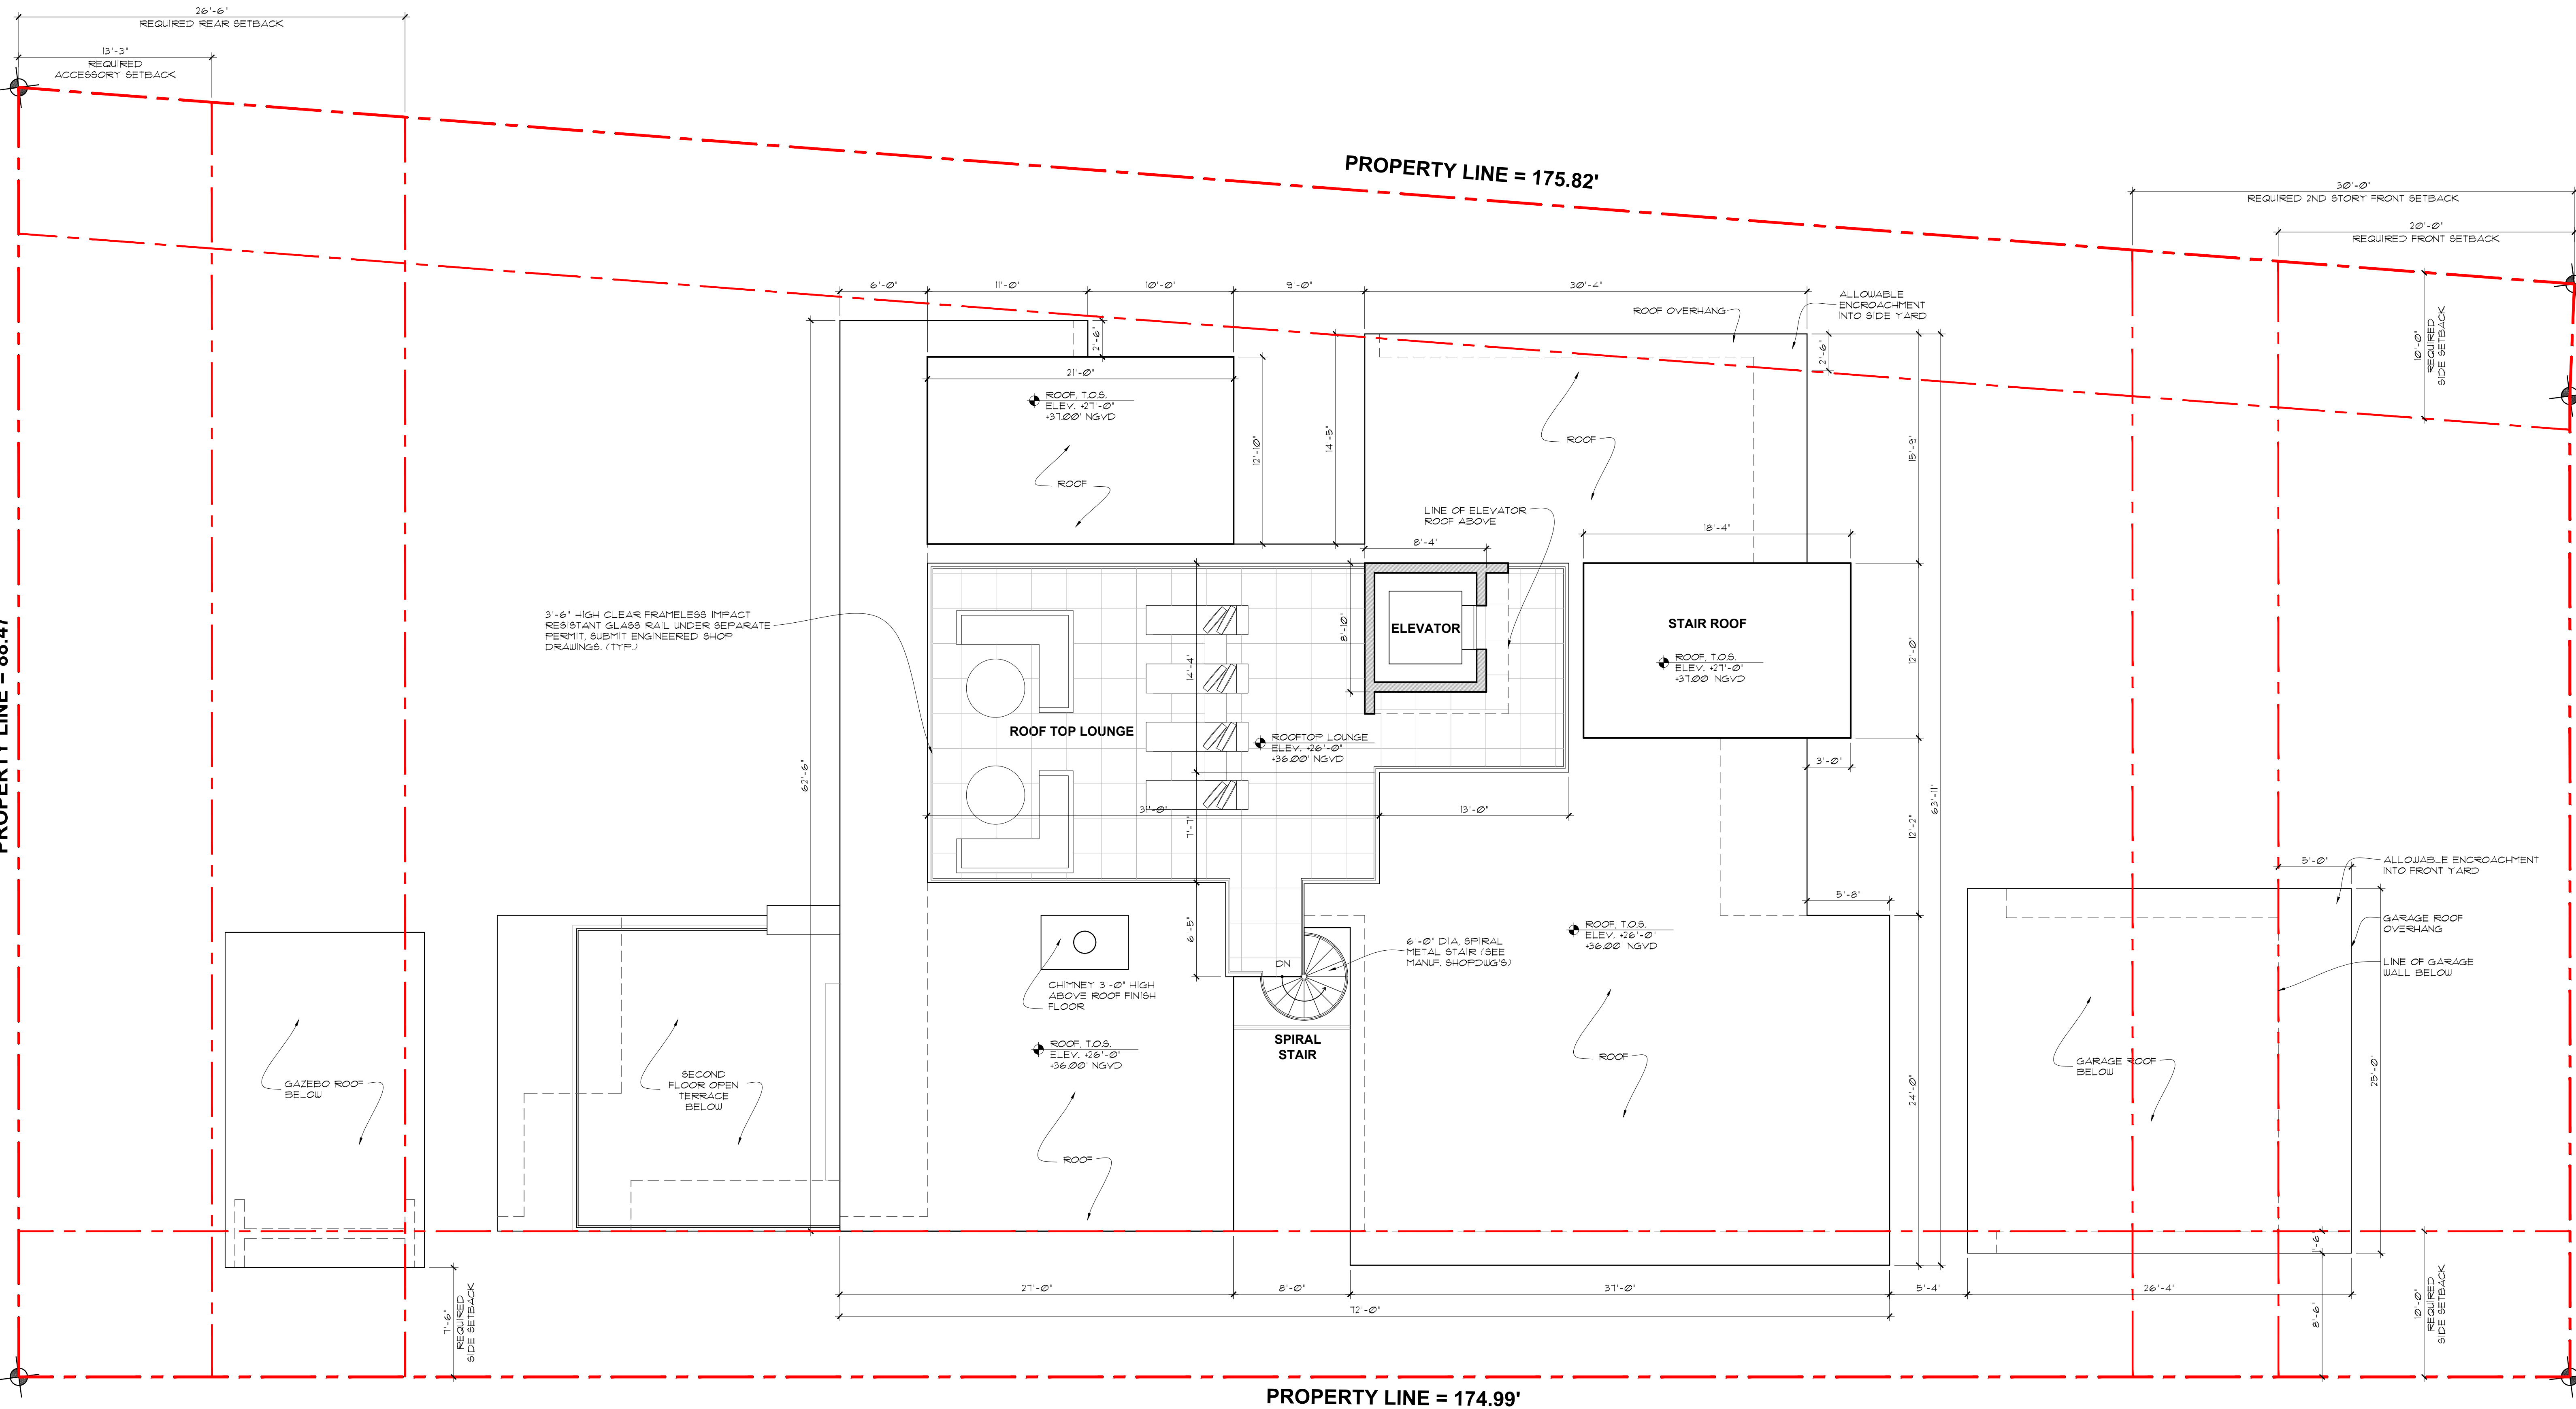 26'-6"
REQUIRED REAR SETBACK
13'-3"
REQUIRED
ACCESSORY SETBACK
PROPERTY LINE = 175.82'
30'-0"
REQUIRED 2ND STORY FRONT SETBACK
20'-0"
REQUIRED FRONT SETBACK
6'-0"
11'-0"
10'-0"
9'-0"
30'-4"
ROOF OVERHANG
ALLOWABLE
ENCROACHMENT
INTO SIDE YARD
2'-6"
2'-6"
10'-0"
REQUIRED
SIDE SETBACK
21'-0"
ROOF, T.O.S.
ELEV. +27'-0"
+37.00' NGVD
ROOF
12'-10"
14'-5"
ROOF
15'-9"
LINE OF ELEVATOR
ROOF ABOVE
8'-4"
18'-4"
3'-6" HIGH CLEAR FRAMELESS IMPACT
RESISTANT GLASS RAIL UNDER SEPARATE
PERMIT, SUBMIT ENGINEERED SHOP
DRAWINGS. (TYP.)
8'-10"
ELEVATOR
STAIR ROOF
ROOF, T.O.S.
ELEV. +27'-0"
+37.00' NGVD
12'-0"
14'-4"
ROOF TOP LOUNGE
ROOFTOP LOUNGE
ELEV. +26'-0"
+36.00' NGVD
PROPERTY LINE = 88.47'
62'-6"
3'-0"
31'-0"
13'-0"
7'-7"
12'-2"
63'-11"
5'-0"
ALLOWABLE ENCROACHMENT
INTO FRONT YARD
5'-8"
GARAGE ROOF
OVERHANG
LINE OF GARAGE
WALL BELOW
6'-5"
ROOF, T.O.S.
ELEV. +26'-0"
+36.00' NGVD
6'-0" DIA. SPIRAL
METAL STAIR (SEE
MANUF. SHOPDWG'S)
DN
CHIMNEY 3'-0" HIGH
ABOVE ROOF FINISH
FLOOR
SPIRAL
STAIR
ROOF, T.O.S.
ELEV. +26'-0"
+36.00' NGVD
ROOF
GAZEBO ROOF
BELOW
SECOND
FLOOR OPEN
TERRACE
BELOW
GARAGE ROOF
BELOW
25'-0"
24'-0"
ROOF
1'-6"
27'-0"
8'-0"
37'-0"
5'-4"
26'-4"
72'-0"
7'-6"
REQUIRED
SIDE SETBACK
8'-6"
10'-0"
REQUIRED
SIDE SETBACK
PROPERTY LINE = 174.99'